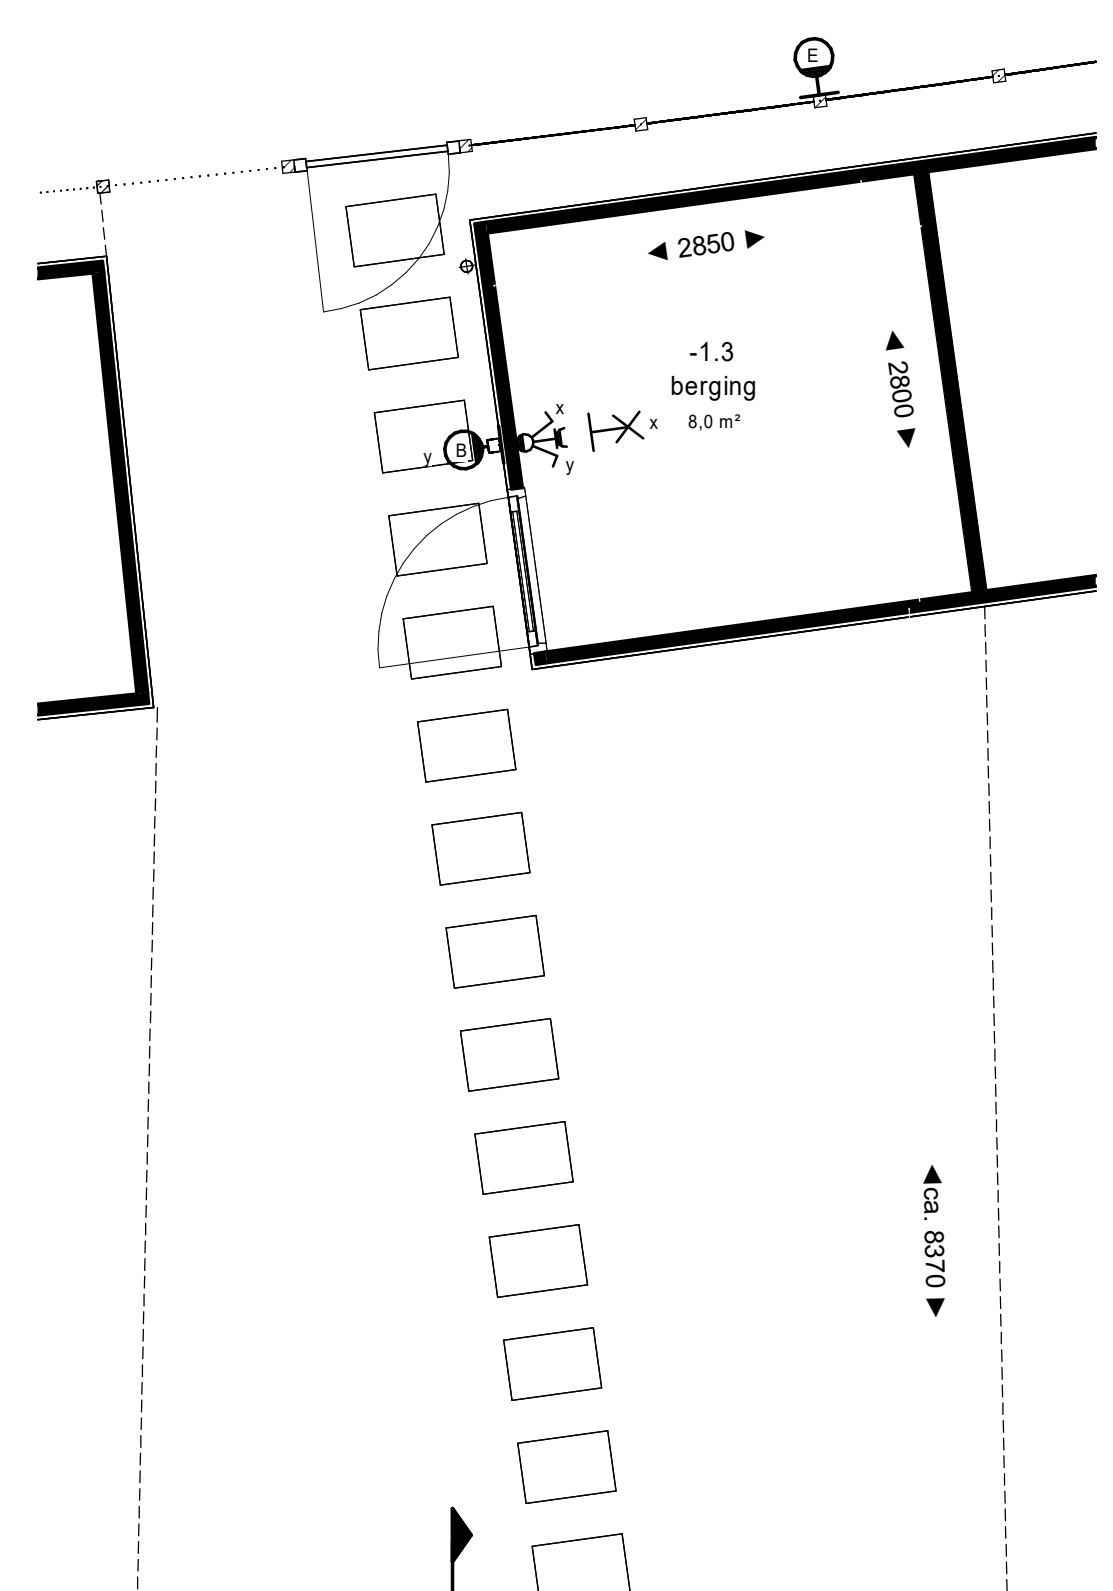 E
◄ 2850 ►
-1.3
berging
8,0 m²
◄ 2800 ►
x
x
y
B
y
◄ca. 8370 ►